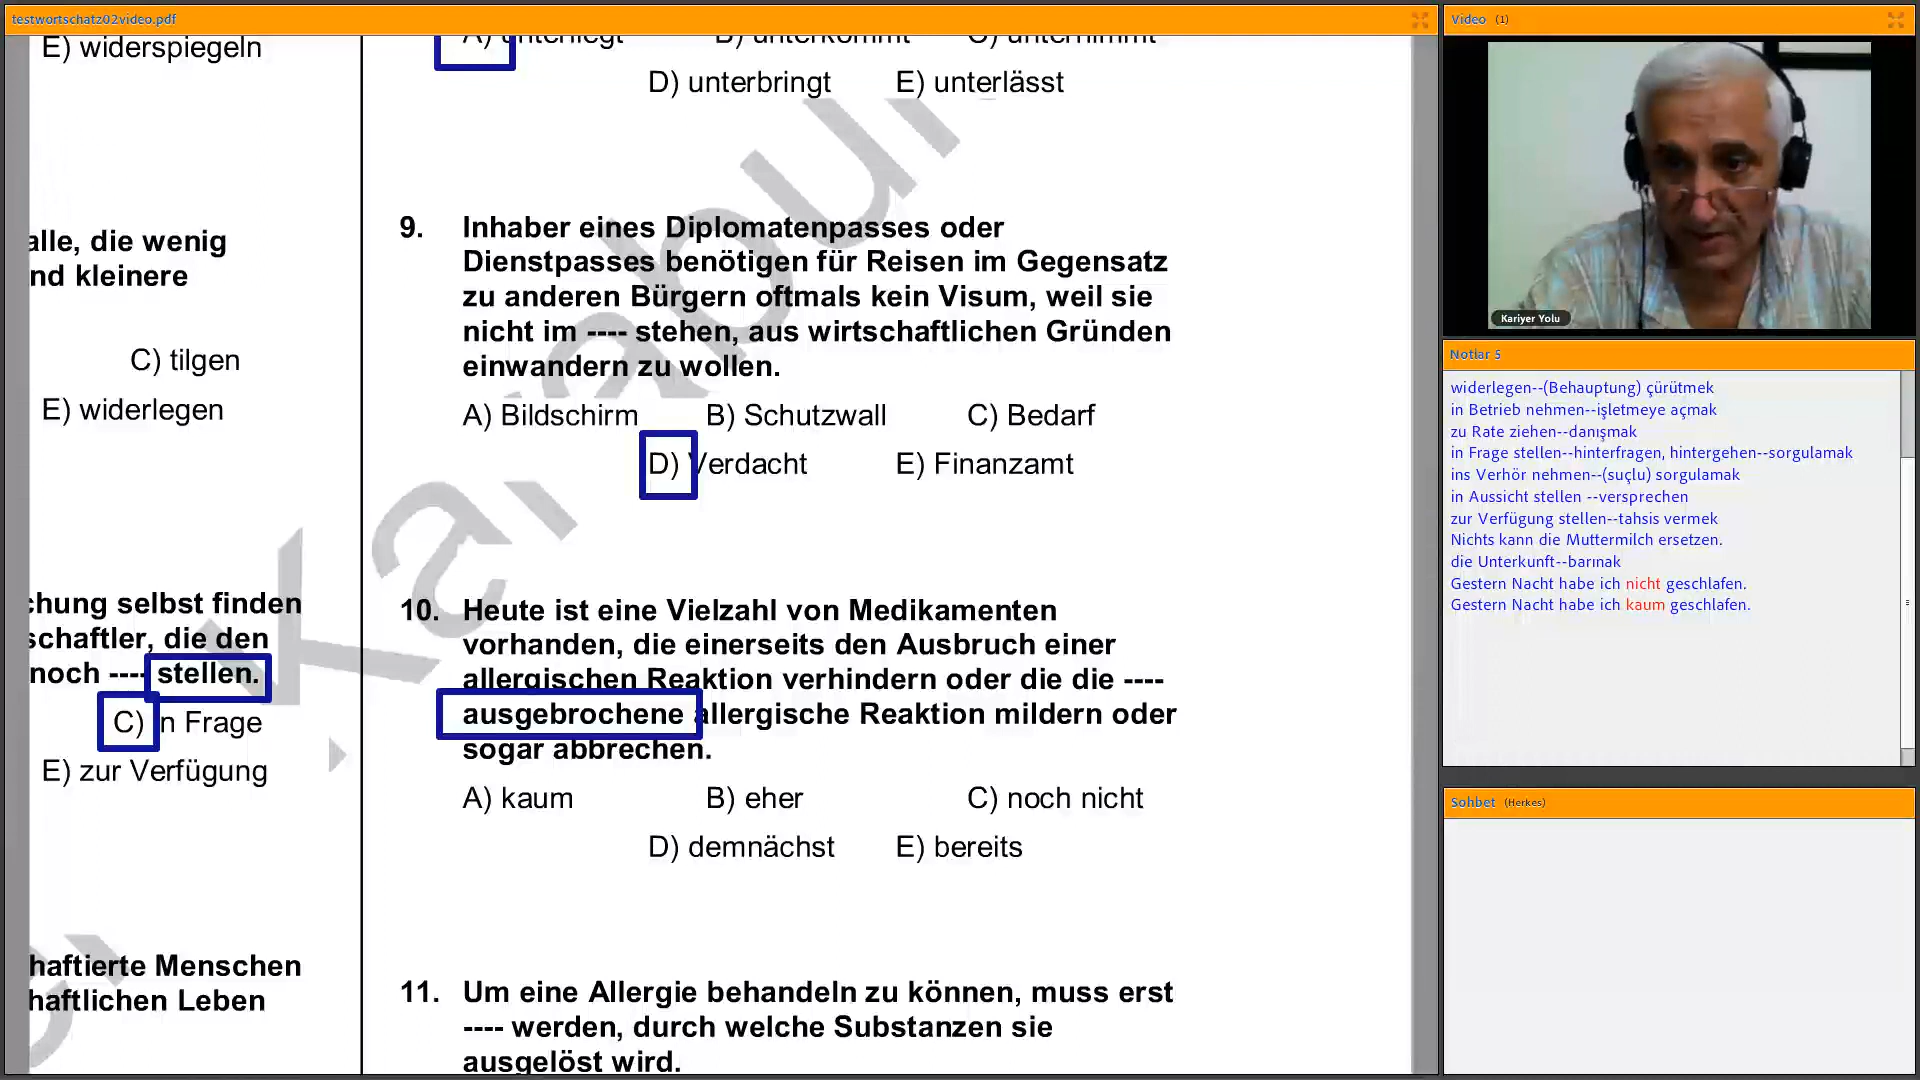 testwortschatz02video.pdf
E) widerspiegeln
alle, die wenig
nd kleinere
C) tilgen
E) widerlegen
chung selbst finden
schaftler, die den
noch ---- stellen.
C) in Frage
E) zur Verfügung
haftierte Menschen
haftlichen Leben
A) unterliegt B) unterkommt C) unternimmt
D) unterbringt E) unterlässt
9. Inhaber eines Diplomatenpasses oder
Dienstpasses benötigen für Reisen im Gegensatz
zu anderen Bürgern oftmals kein Visum, weil sie
nicht im ---- stehen, aus wirtschaftlichen Gründen
einwandern zu wollen.
A) Bildschirm B) Schutzwall C) Bedarf
D) Verdacht E) Finanzamt
10. Heute ist eine Vielzahl von Medikamenten
vorhanden, die einerseits den Ausbruch einer
allergischen Reaktion verhindern oder die die ----
ausgebrochene allergische Reaktion mildern oder
sogar abbrechen.
A) kaum B) eher C) noch nicht
D) demnächst E) bereits
11. Um eine Allergie behandeln zu können, muss erst
---- werden, durch welche Substanzen sie
ausgelöst wird.
Video (1)
Kariyer Yolu
Notlar 5
widerlegen--(Behauptung) çürütmek
in Betrieb nehmen--işletmeye açmak
zu Rate ziehen--danışmak
in Frage stellen--hinterfragen, hintergehen--sorgulamak
ins Verhör nehmen--(suçlu) sorgulamak
in Aussicht stellen --versprechen
zur Verfügung stellen--tahsis vermek
Nichts kann die Muttermilch ersetzen.
die Unterkunft--barınak
Gestern Nacht habe ich nicht geschlafen.
Gestern Nacht habe ich kaum geschlafen.
Sohbet (Herkes)